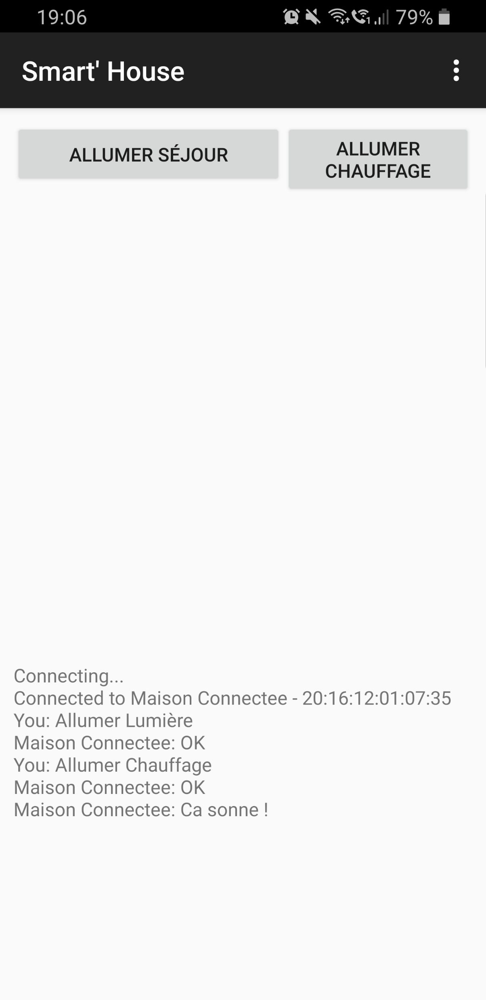 19:06
1
79%
Smart' House
ALLUMER SÉJOUR
ALLUMER
CHAUFFAGE
Connecting...
Connected to Maison Connectee - 20:16:12:01:07:35
You: Allumer Lumière
Maison Connectee: OK
You: Allumer Chauffage
Maison Connectee: OK
Maison Connectee: Ca sonne !